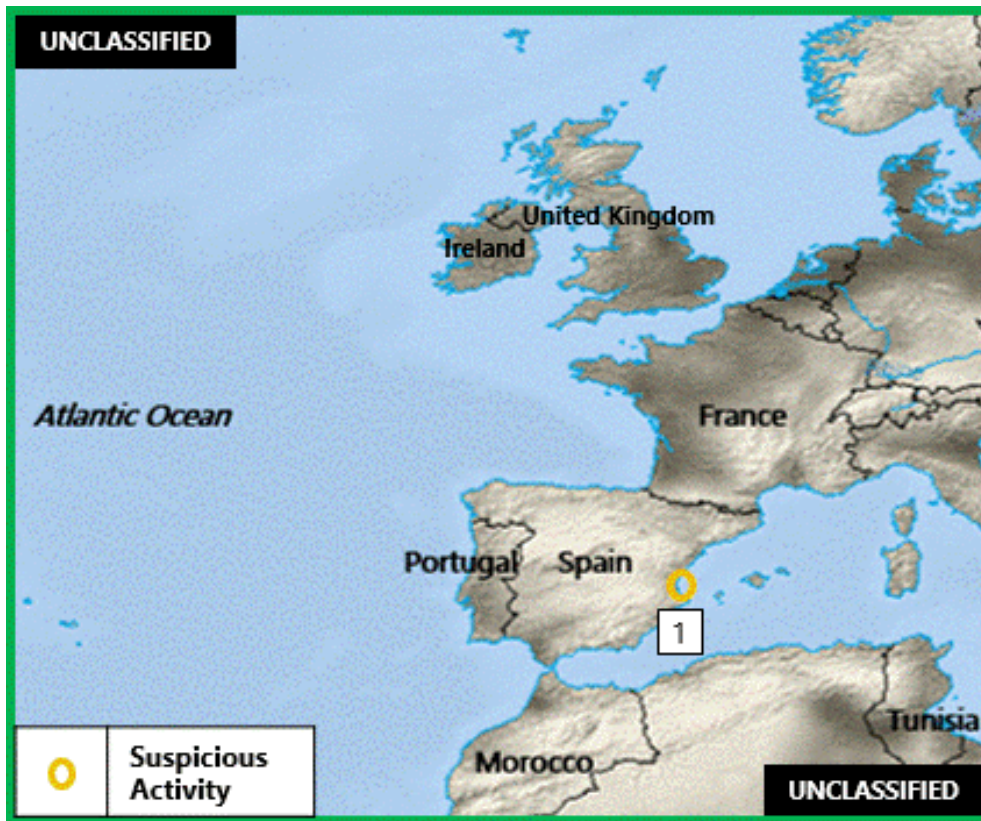 UNCLASSIFIED
United Kingdom
Ireland
Atlantic Ocean
France
Portugal
Spain
1
Tunisia
Morocco
Suspicious
Activity
UNCLASSIFIED